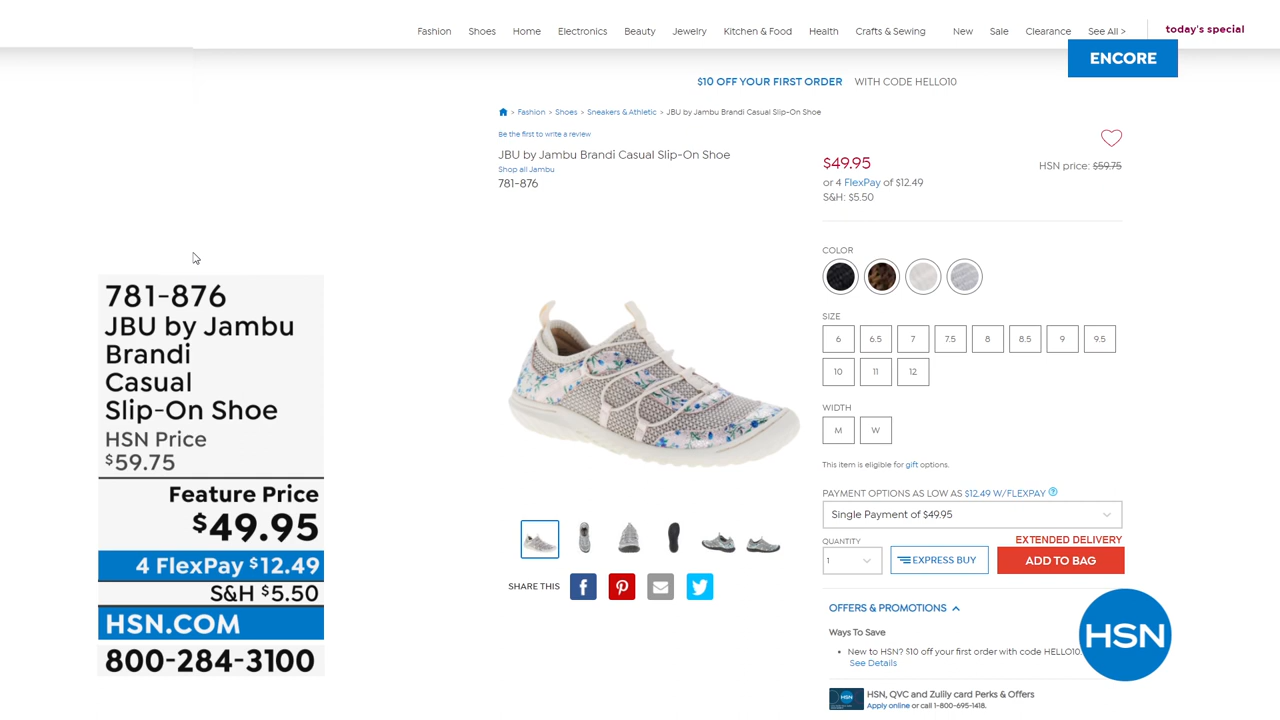 Fashion Shoes Home Electronics Beauty Jewelry Kitchen & Food Health Crafts & Sewing New Sale Clearance See All > today's special
ENCORE
$10 OFF YOUR FIRST ORDER WITH CODE HELLO10
> Fashion > Shoes > Sneakers & Athletic > JBU by Jambu Brandi Casual Slip-On Shoe
Be the first to write a review
JBU by Jambu Brandi Casual Slip-On Shoe
Shop all Jambu
781-876
$49.95
HSN price: $59.75
or 4 FlexPay of $12.49
S&H: $5.50
COLOR
SIZE
6 6.5 7 7.5 8 8.5 9 9.5
10 11 12
WIDTH
M W
This item is eligible for gift options.
PAYMENT OPTIONS AS LOW AS $12.49 W/FLEXPAY ?
Single Payment of $49.95
QUANTITY
EXTENDED DELIVERY
1
EXPRESS BUY
ADD TO BAG
SHARE THIS
OFFERS & PROMOTIONS
Ways To Save
• New to HSN? $10 off your first order with code HELLO10.
See Details
HSN, QVC and Zulily card Perks & Offers
Apply online or call 1-800-695-1418.
HSN
781-876
JBU by Jambu
Brandi
Casual
Slip-On Shoe
HSN Price
$59.75
Feature Price
$49.95
4 FlexPay $12.49
S&H $5.50
HSN.COM
800-284-3100